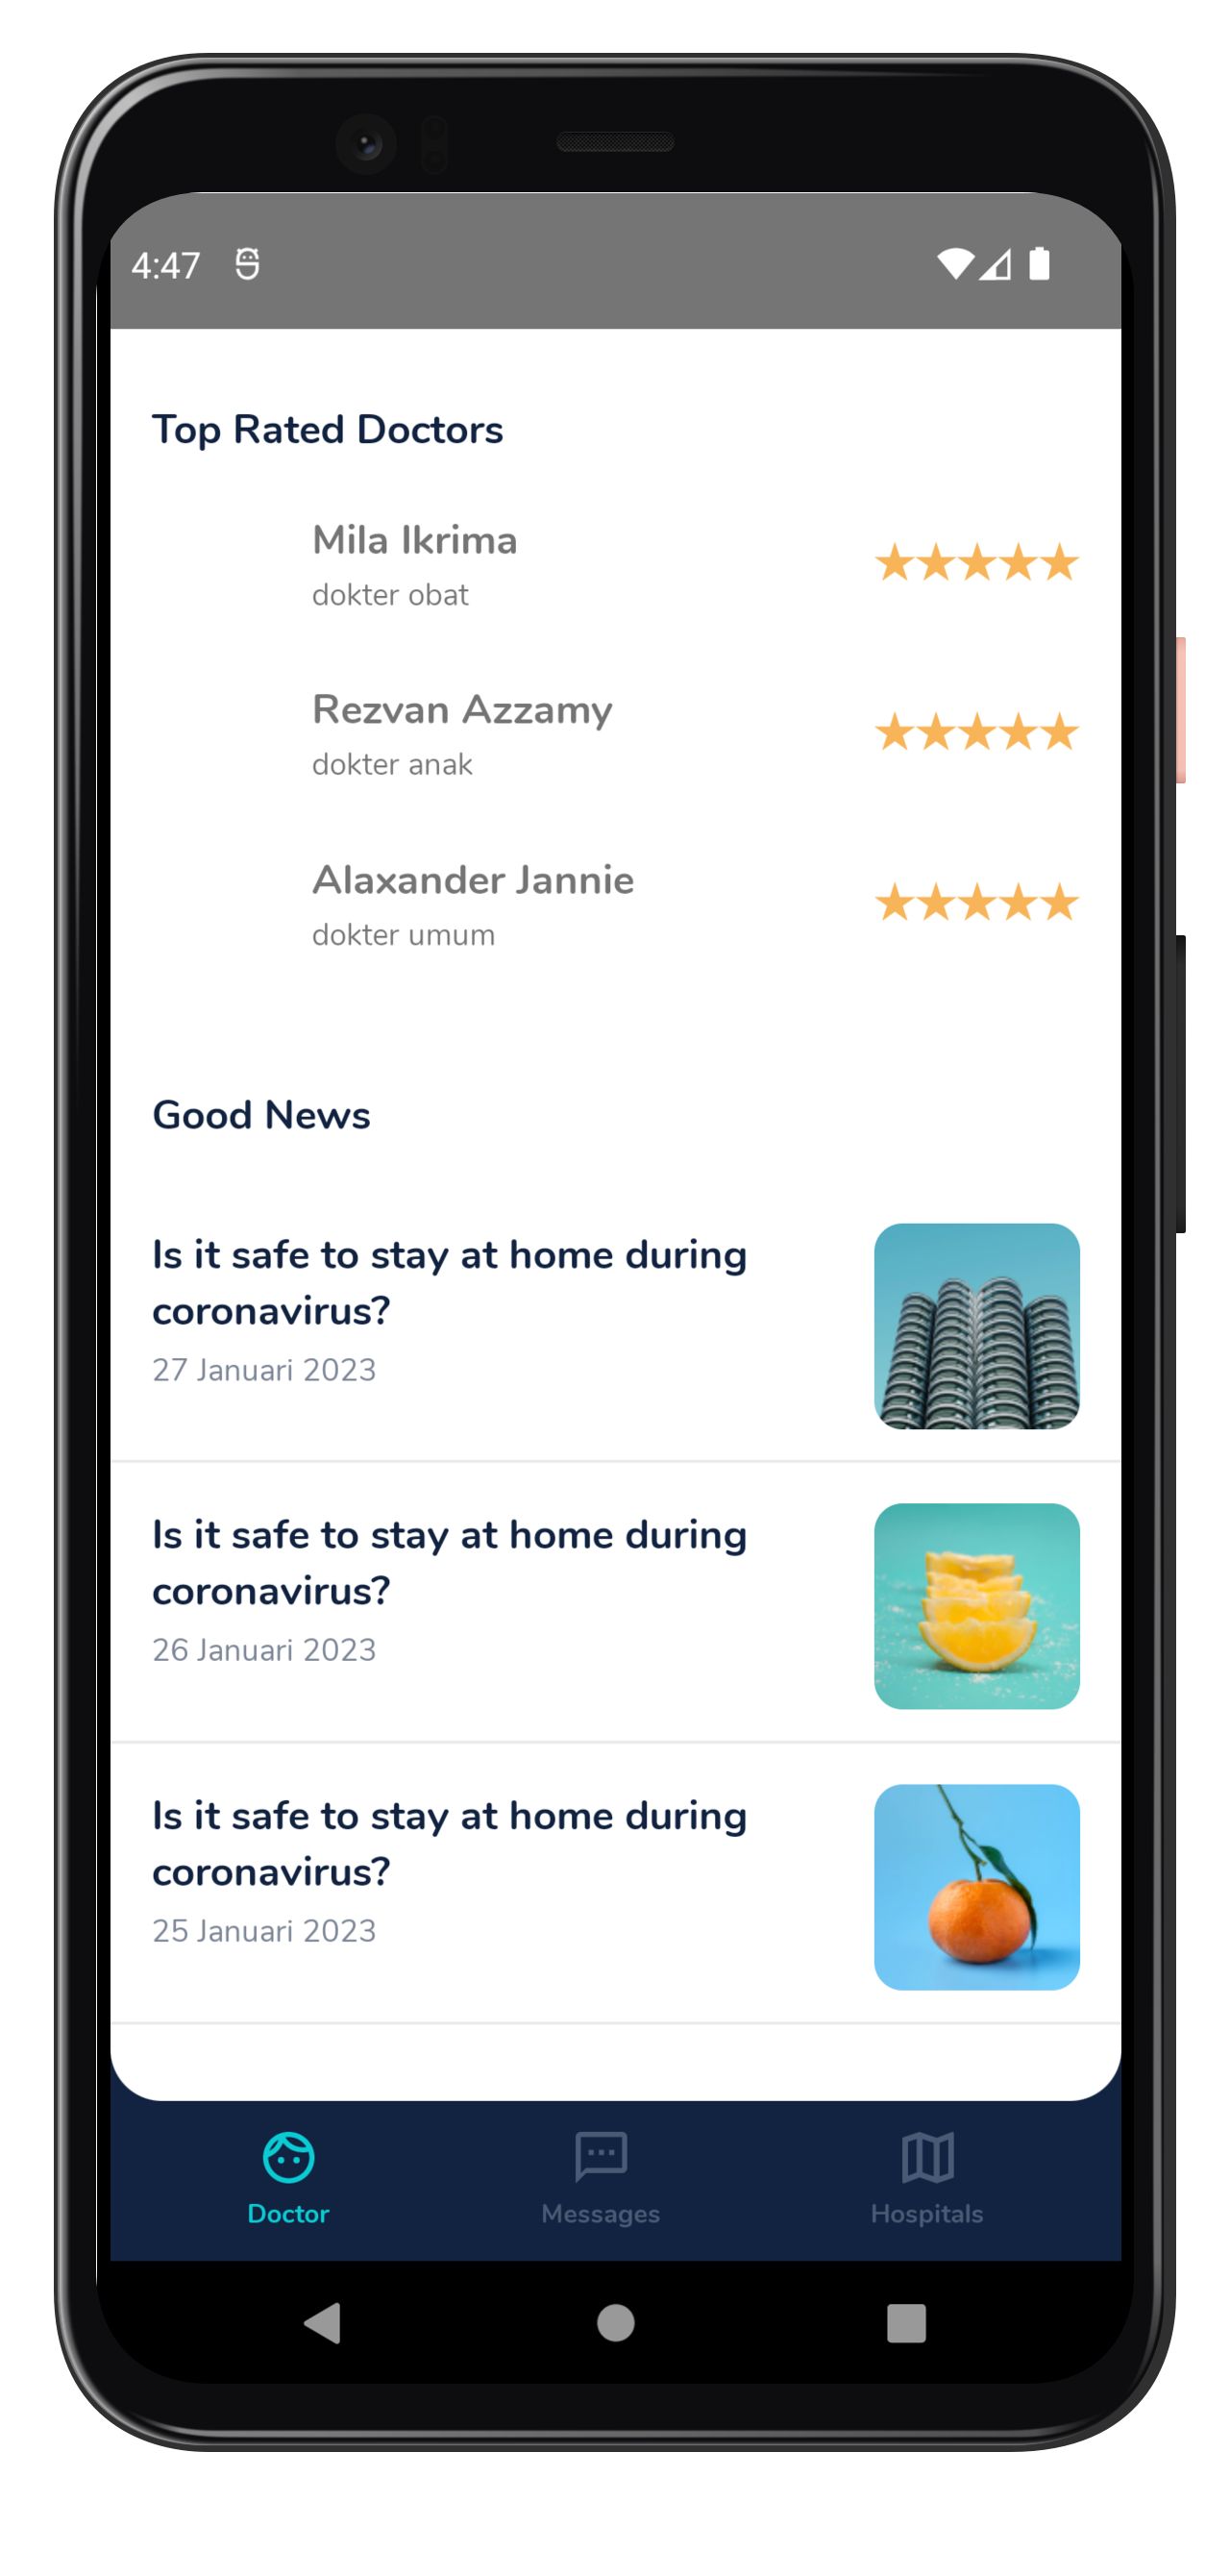 4:47
Top Rated Doctors
Mila Ikrima
dokter obat
Rezvan Azzamy
dokter anak
Alaxander Jannie
dokter umum
Good News
Is it safe to stay at home during
coronavirus?
27 Januari 2023
Is it safe to stay at home during
coronavirus?
26 Januari 2023
Is it safe to stay at home during
coronavirus?
25 Januari 2023
Doctor
Messages
Hospitals